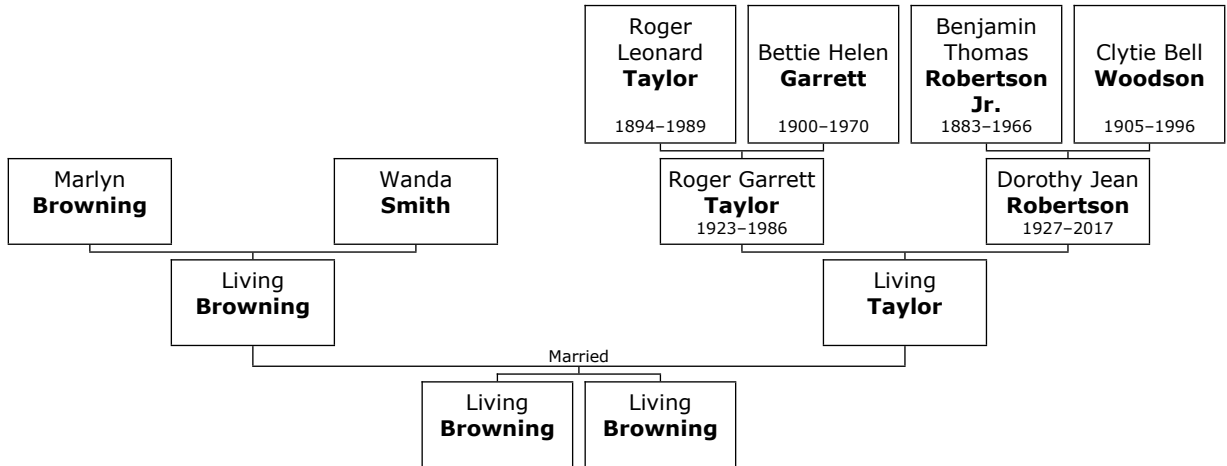 Roger
Leonard
Taylor
1894–1989
Bettie Helen
Garrett
1900–1970
Benjamin
Thomas
Robertson
Jr.
1883–1966
Clytie Bell
Woodson
1905–1996
Marlyn
Browning
Wanda
Smith
Roger Garrett
Taylor
1923–1986
Dorothy Jean
Robertson
1927–2017
Living
Browning
Living
Taylor
Married
Living
Browning
Living
Browning